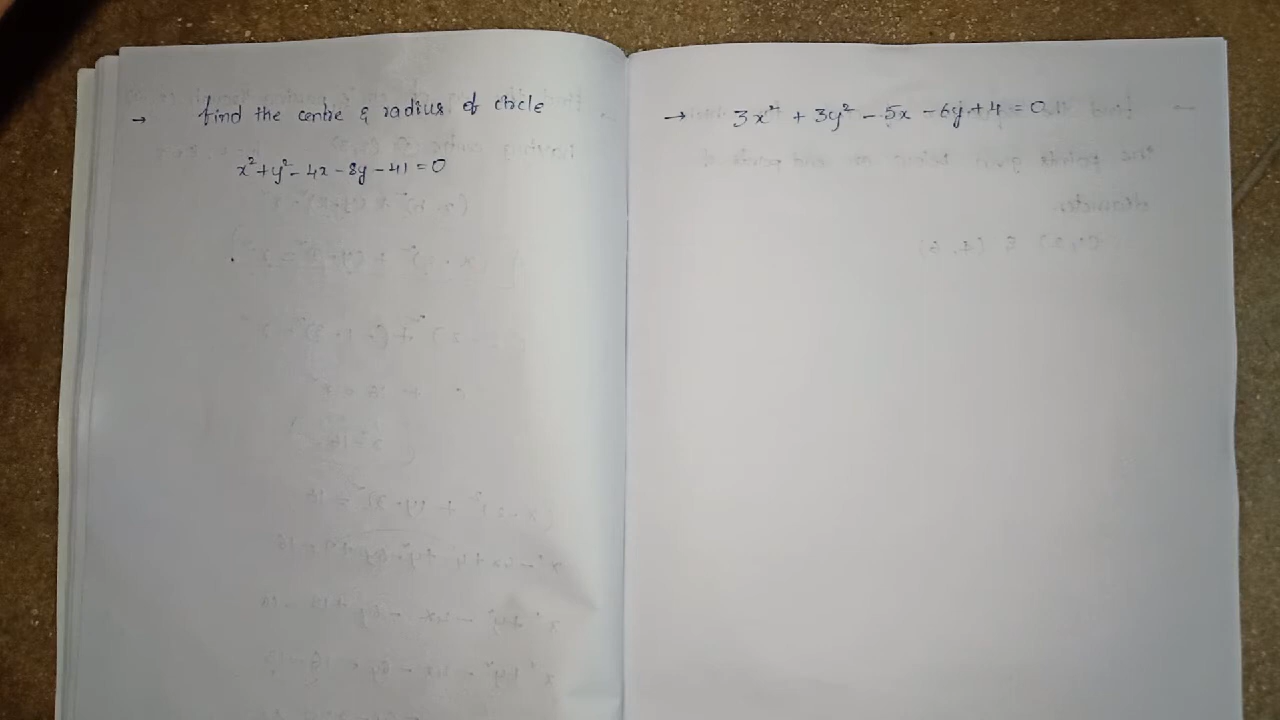 → find the centre & radius of circle
x² + y² - 4x - 8y - 41 = 0
→ 3x² + 3y² - 5x - 6y + 4 = 0